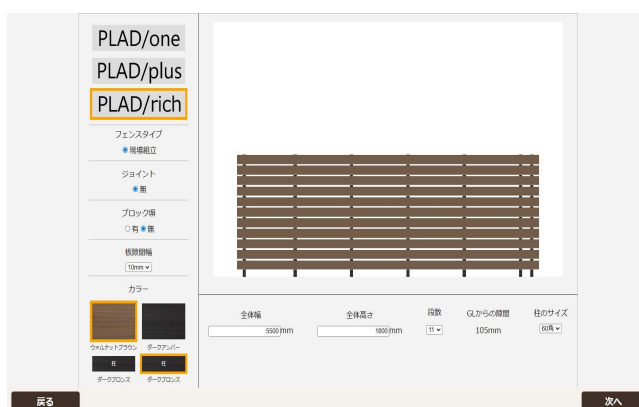 PLAD/one
PLAD/plus
PLAD/rich
フェンスタイプ
現場組立
ジョイント
無
ブロック塀
有 無
板隙間幅
10mm
カラー
ウォルナットブラウン ダークアンバー
柱 柱
ダークブロンズ ダークブロンズ
全体幅 全体高さ 段数 GLからの隙間 柱のサイズ
5500 mm 1800 mm 11 105mm 60角
戻る 次へ